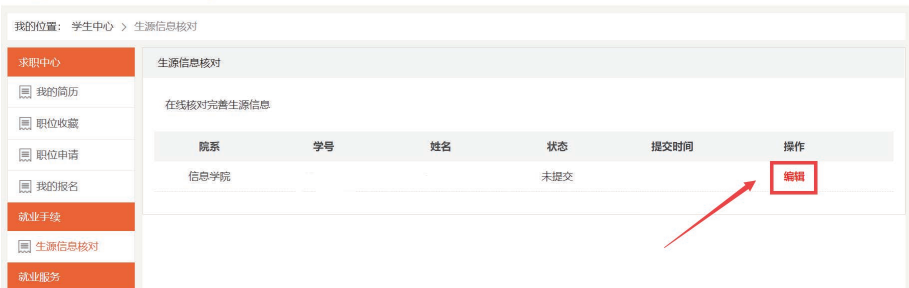 我的位置： 学生中心 > 生源信息核对
求职中心
我的简历
职位收藏
职位申请
我的报名
就业手续
生源信息核对
就业服务
生源信息核对
在线核对完善生源信息
院系 学号 姓名 状态 提交时间 操作
信息学院 未提交 编辑